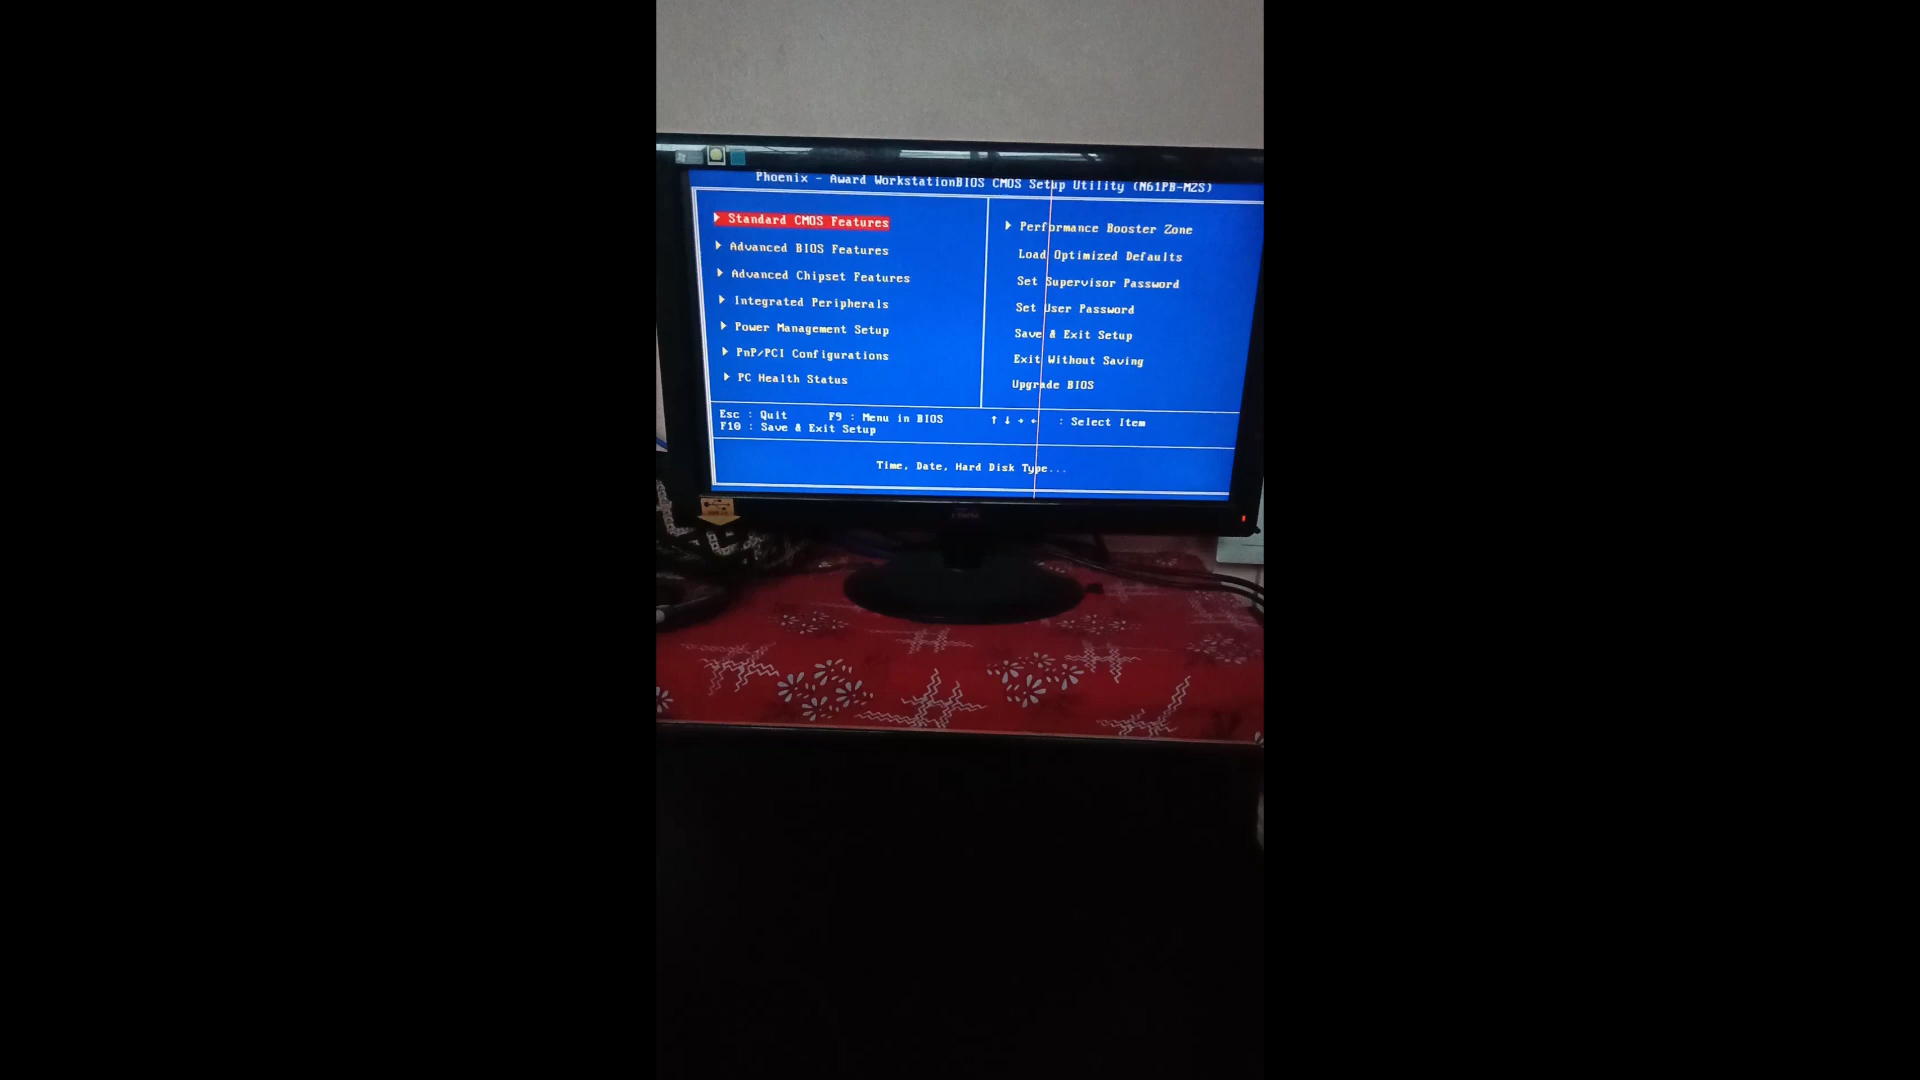 Phoenix - Award WorkstationBIOS CMOS Setup Utility (N61PB-M2S)
Standard CMOS Features
Advanced BIOS Features
Advanced Chipset Features
Integrated Peripherals
Power Management Setup
PnP/PCI Configurations
PC Health Status
Performance Booster Zone
Load Optimized Defaults
Set Supervisor Password
Set User Password
Save & Exit Setup
Exit Without Saving
Upgrade BIOS
Esc : Quit F9 : Menu in BIOS ↑ ↓ → ← : Select Item
F10 : Save & Exit Setup
Time, Date, Hard Disk Type...